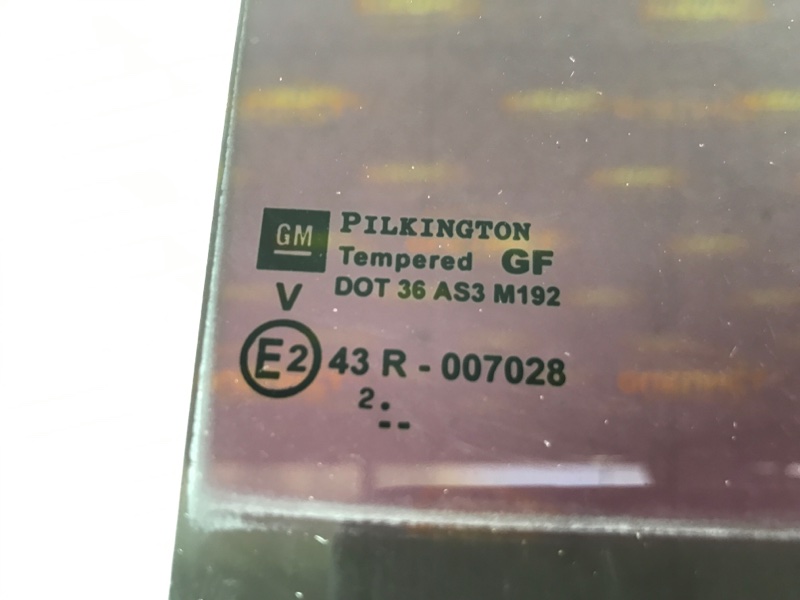 GM PILKINGTON
Tempered GF
V DOT 36 AS3 M192
E2 43 R - 007028
2.
--